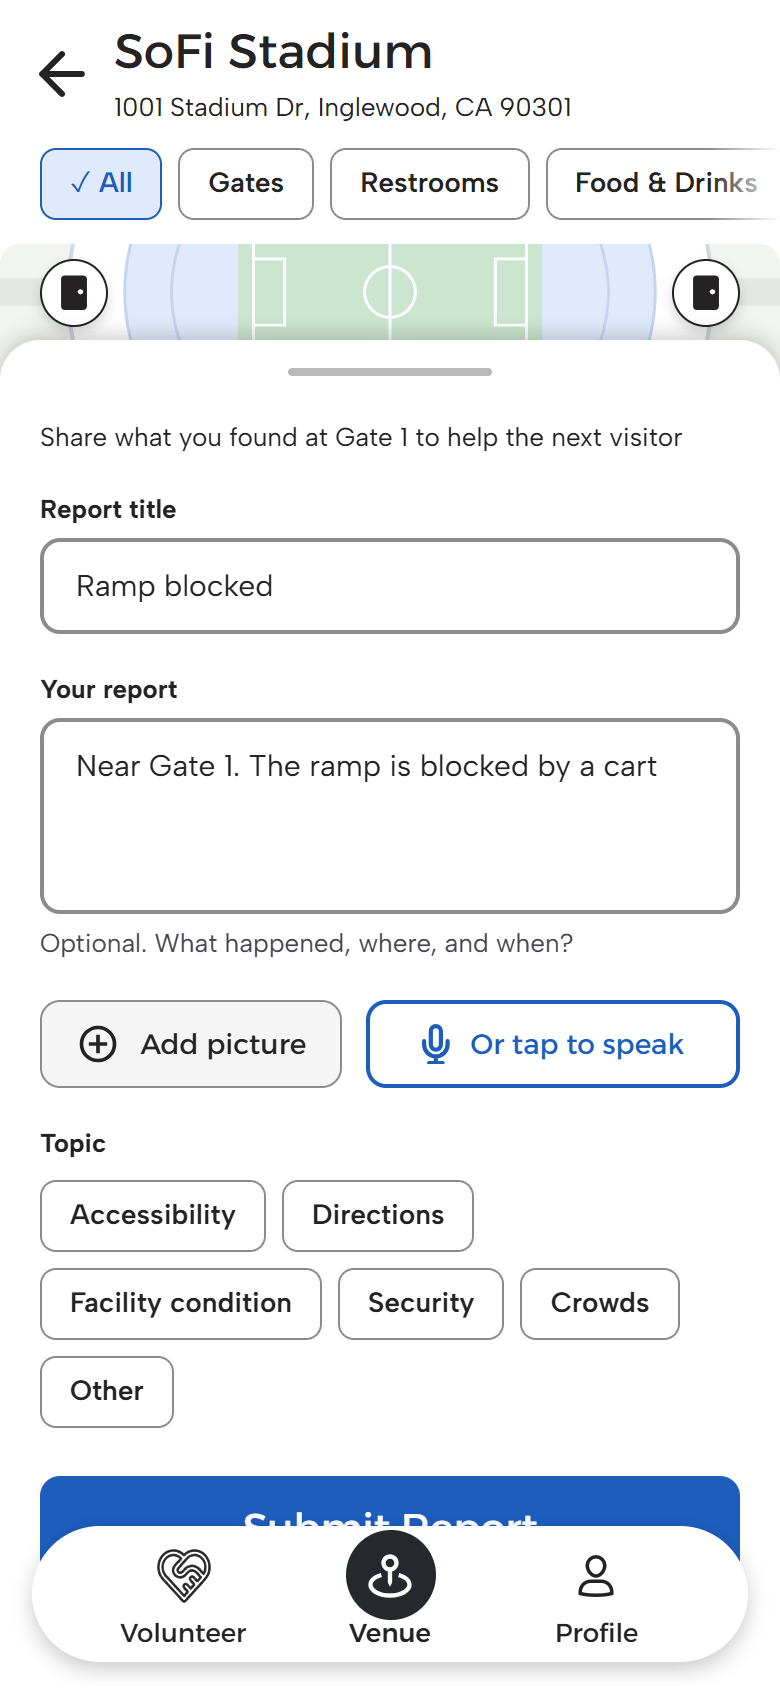 SoFi Stadium
1001 Stadium Dr, Inglewood, CA 90301
✓ All
Gates
Restrooms
Food & Drinks
Share what you found at Gate 1 to help the next visitor
Report title
Ramp blocked
Your report
Near Gate 1. The ramp is blocked by a cart
Optional. What happened, where, and when?
Add picture
Or tap to speak
Topic
Accessibility
Directions
Facility condition
Security
Crowds
Other
Submit Report
Volunteer
Venue
Profile